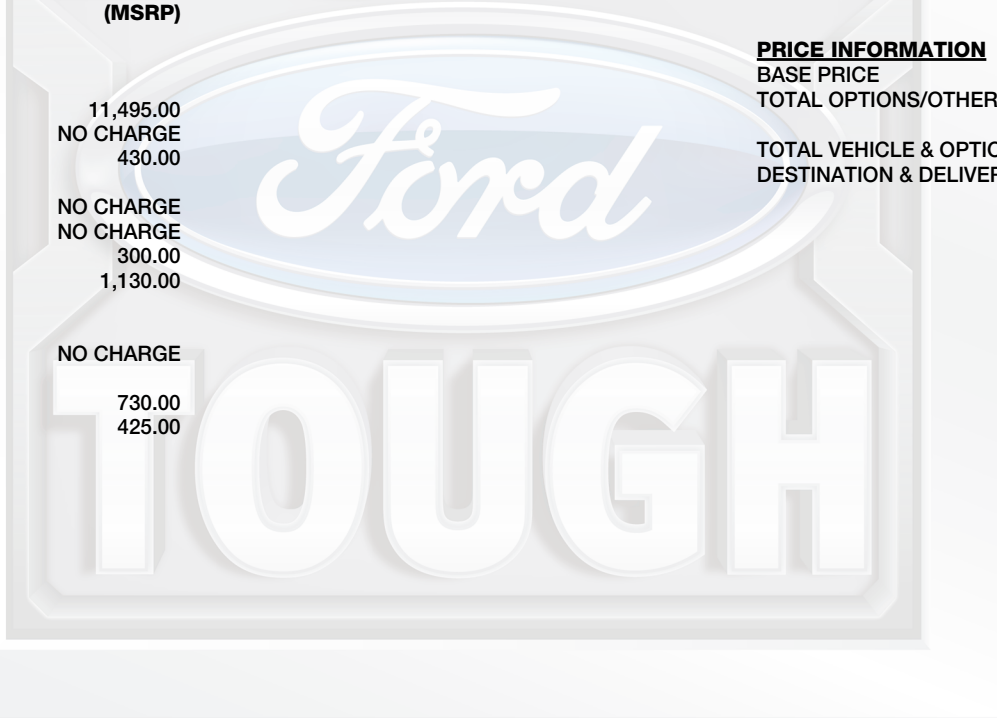 (MSRP)
11,495.00
NO CHARGE
430.00
NO CHARGE
NO CHARGE
300.00
1,130.00
NO CHARGE
730.00
425.00
PRICE INFORMATION
BASE PRICE
TOTAL OPTIONS/OTHER
TOTAL VEHICLE & OPTIO
DESTINATION & DELIVER
Ford
TOUGH